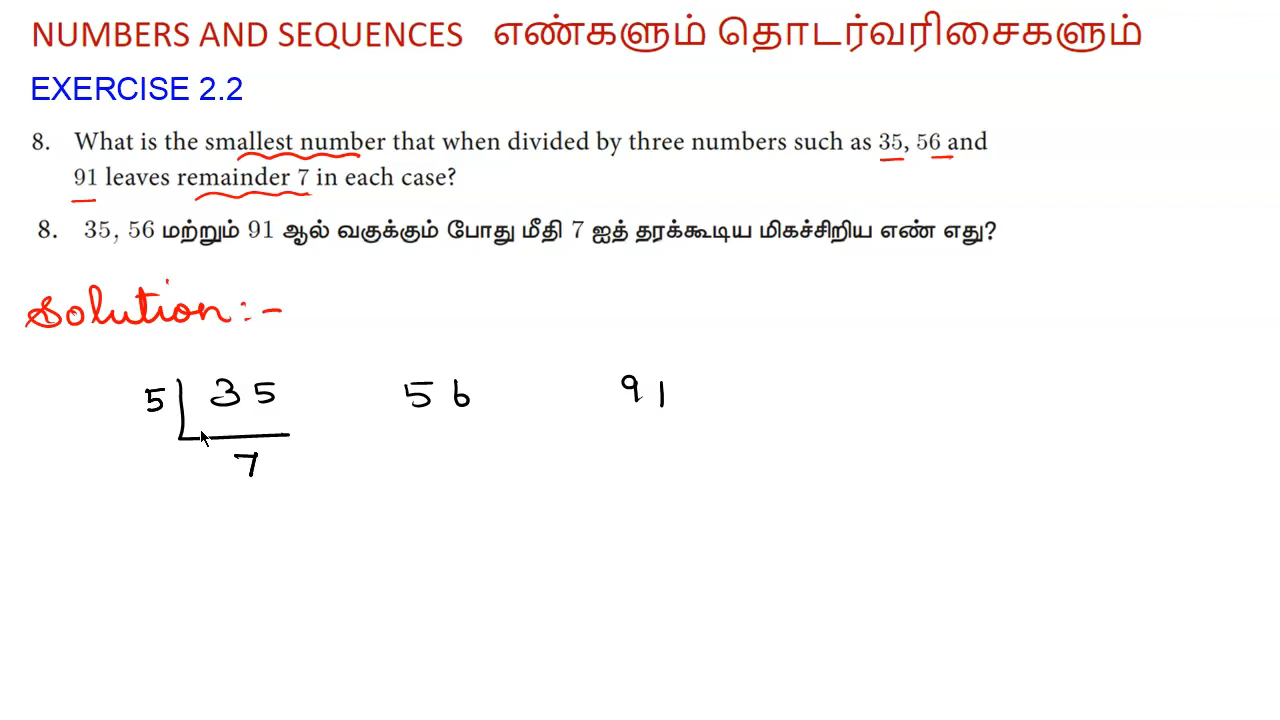 NUMBERS AND SEQUENCES எண்களும் தொடர்வரிசைகளும்
EXERCISE 2.2
8. What is the smallest number that when divided by three numbers such as 35, 56 and
91 leaves remainder 7 in each case?
8. 35, 56 மற்றும் 91 ஆல் வகுக்கும் போது மீதி 7 ஐத் தரக்கூடிய மிகச்சிறிய எண் எது?
Solution:-
5 35 56 91
7